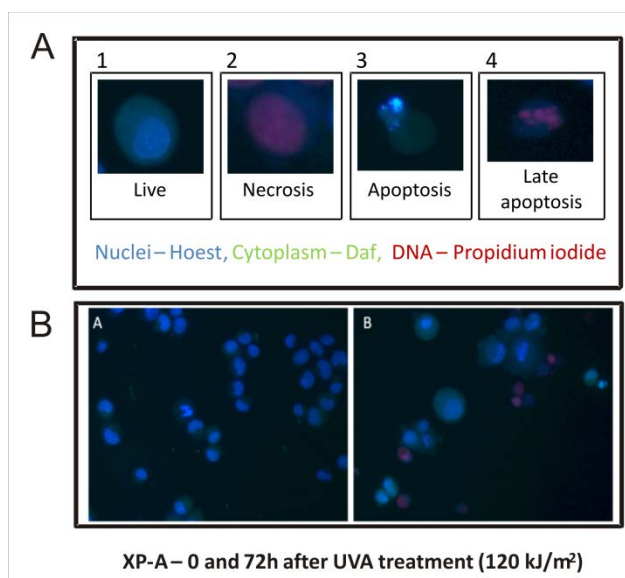 A
1 2 3 4
Live Necrosis Apoptosis Late
apoptosis
Nuclei – Hoest, Cytoplasm – Daf, DNA – Propidium iodide
B
A B
XP-A – 0 and 72h after UVA treatment (120 kJ/m²)